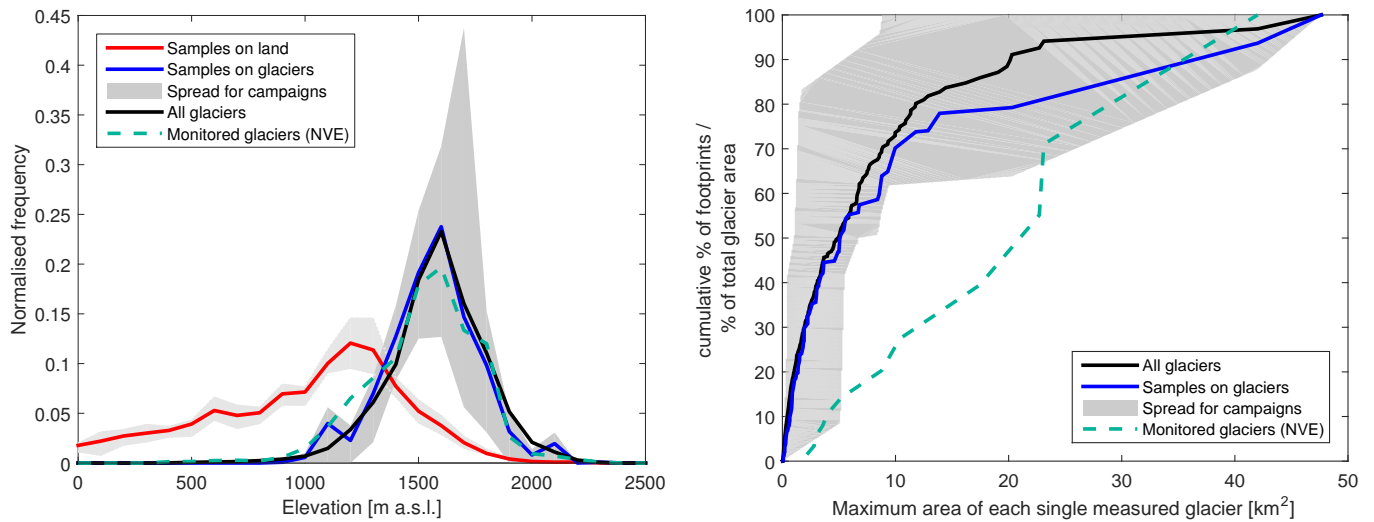 0.45
0.4
0.35
0.3
0.25
0.2
0.15
0.1
0.05
0
Normalised frequency
Samples on land
Samples on glaciers
Spread for campaigns
All glaciers
Monitored glaciers (NVE)
0 500 1000 1500 2000 2500
Elevation [m a.s.l.]
100
90
80
70
60
50
40
30
20
10
0
cumulative % of footprints /
% of total glacier area
All glaciers
Samples on glaciers
Spread for campaigns
Monitored glaciers (NVE)
0 10 20 30 40 50
Maximum area of each single measured glacier [km²]